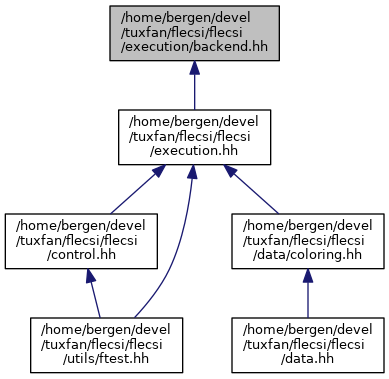 /home/bergen/devel
/tuxfan/flecsi/flecsi
/execution/backend.hh
/home/bergen/devel
/tuxfan/flecsi/flecsi
/execution.hh
/home/bergen/devel
/tuxfan/flecsi/flecsi
/control.hh
/home/bergen/devel
/tuxfan/flecsi/flecsi
/data/coloring.hh
/home/bergen/devel
/tuxfan/flecsi/flecsi
/utils/ftest.hh
/home/bergen/devel
/tuxfan/flecsi/flecsi
/data.hh